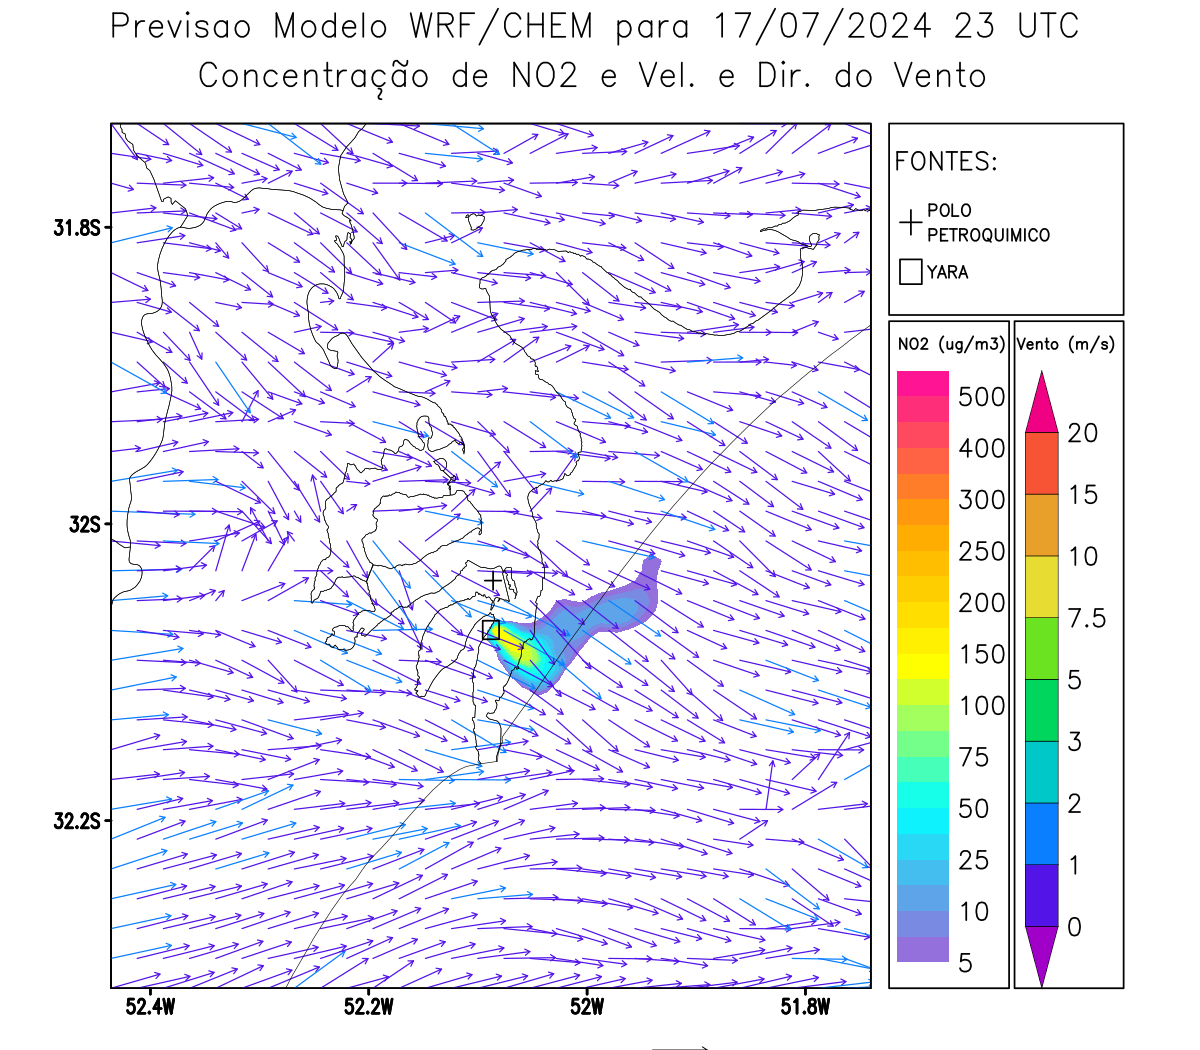 Previsao Modelo WRF/CHEM para 17/07/2024 23 UTC
Concentração de NO2 e Vel. e Dir. do Vento
FONTES:
POLO
PETROQUIMICO
YARA
NO2 (ug/m3)
500
400
300
250
200
150
100
75
50
25
10
5
Vento (m/s)
20
15
10
7.5
5
3
2
1
0
31.8S
32S
32.2S
52.4W
52.2W
52W
51.8W